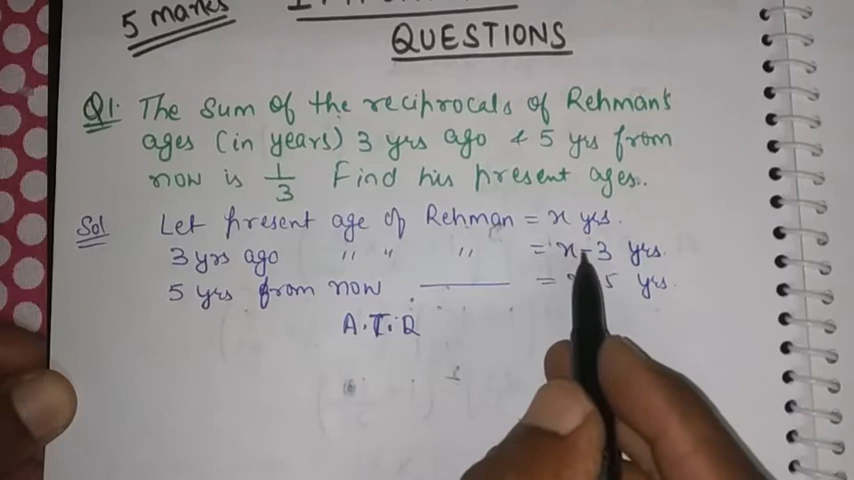 5 marks
QUESTIONS
Q1. The sum of the reciprocals of Rehman's
ages (in years) 3 yrs ago & 5 yrs from
now is 1/3 Find his present ages..
Sol Let present age of Rehman = x yrs.
3 yrs ago " " " = x-3 yrs.
5 yrs from now ——— = 5 yrs.
A.T.Q